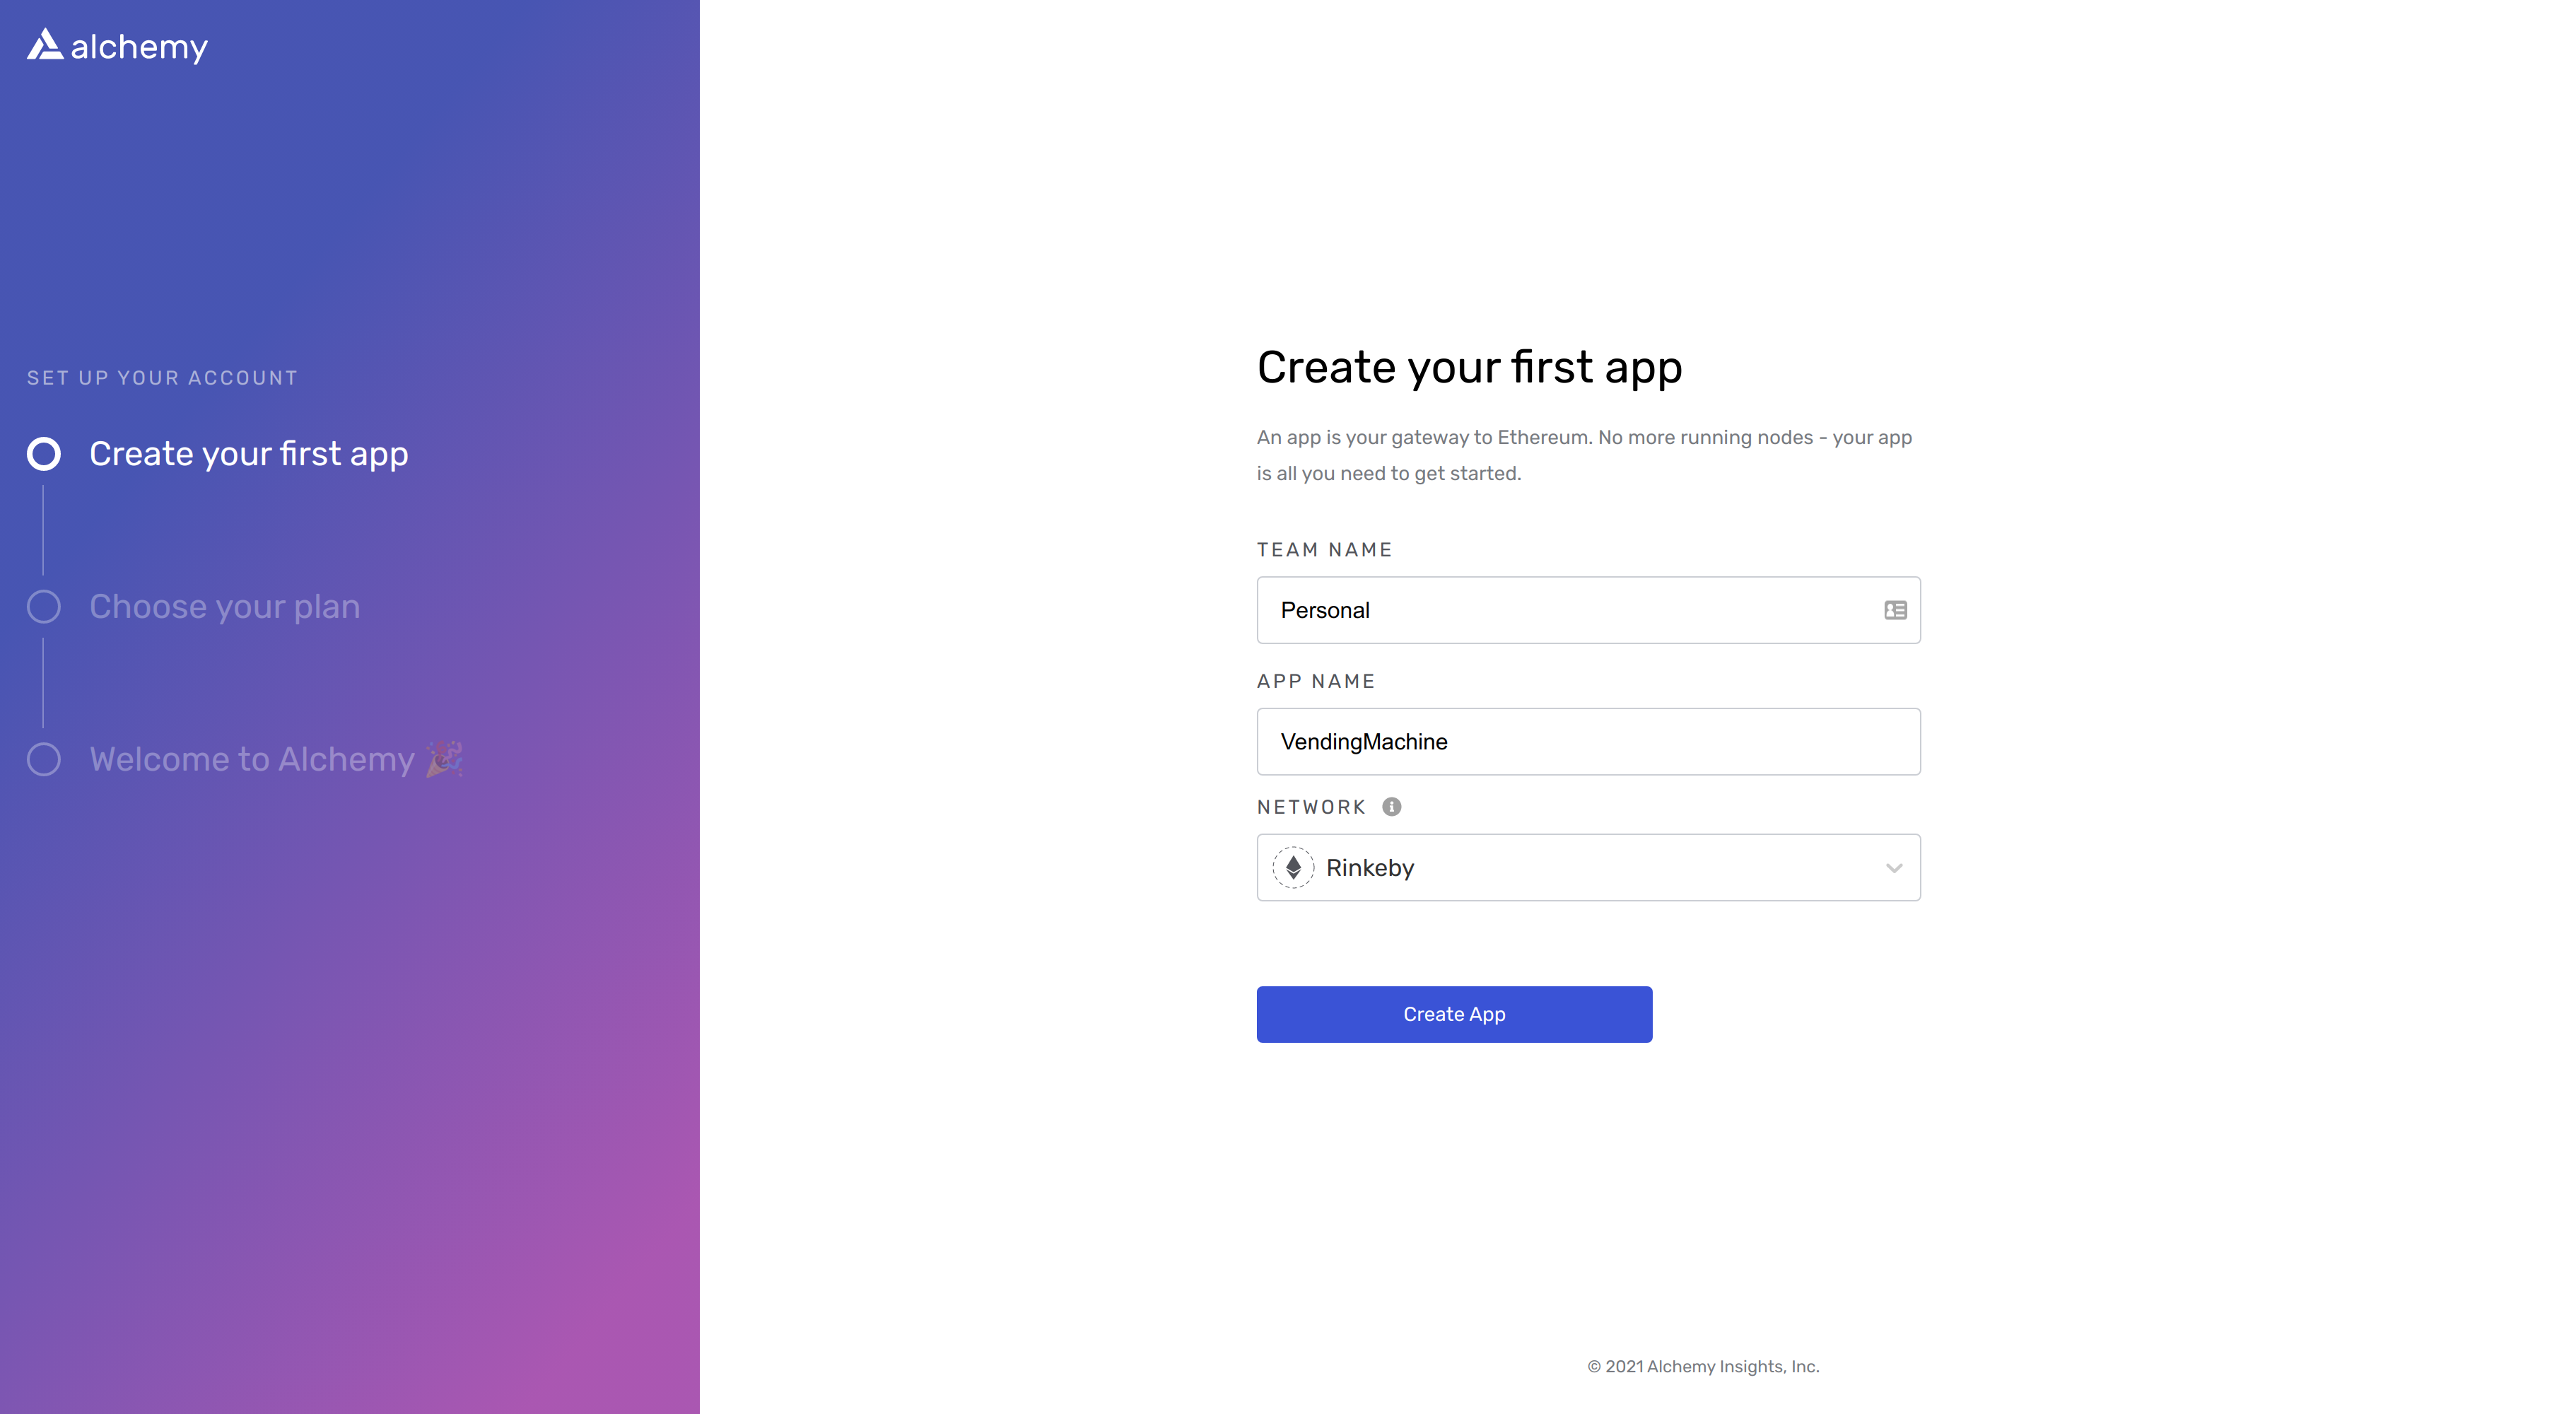 alchemy
SET UP YOUR ACCOUNT
Create your first app
Choose your plan
Welcome to Alchemy 🎉
Create your first app
An app is your gateway to Ethereum. No more running nodes - your app
is all you need to get started.
TEAM NAME
Personal
APP NAME
VendingMachine
NETWORK
Rinkeby
Create App
© 2021 Alchemy Insights, Inc.